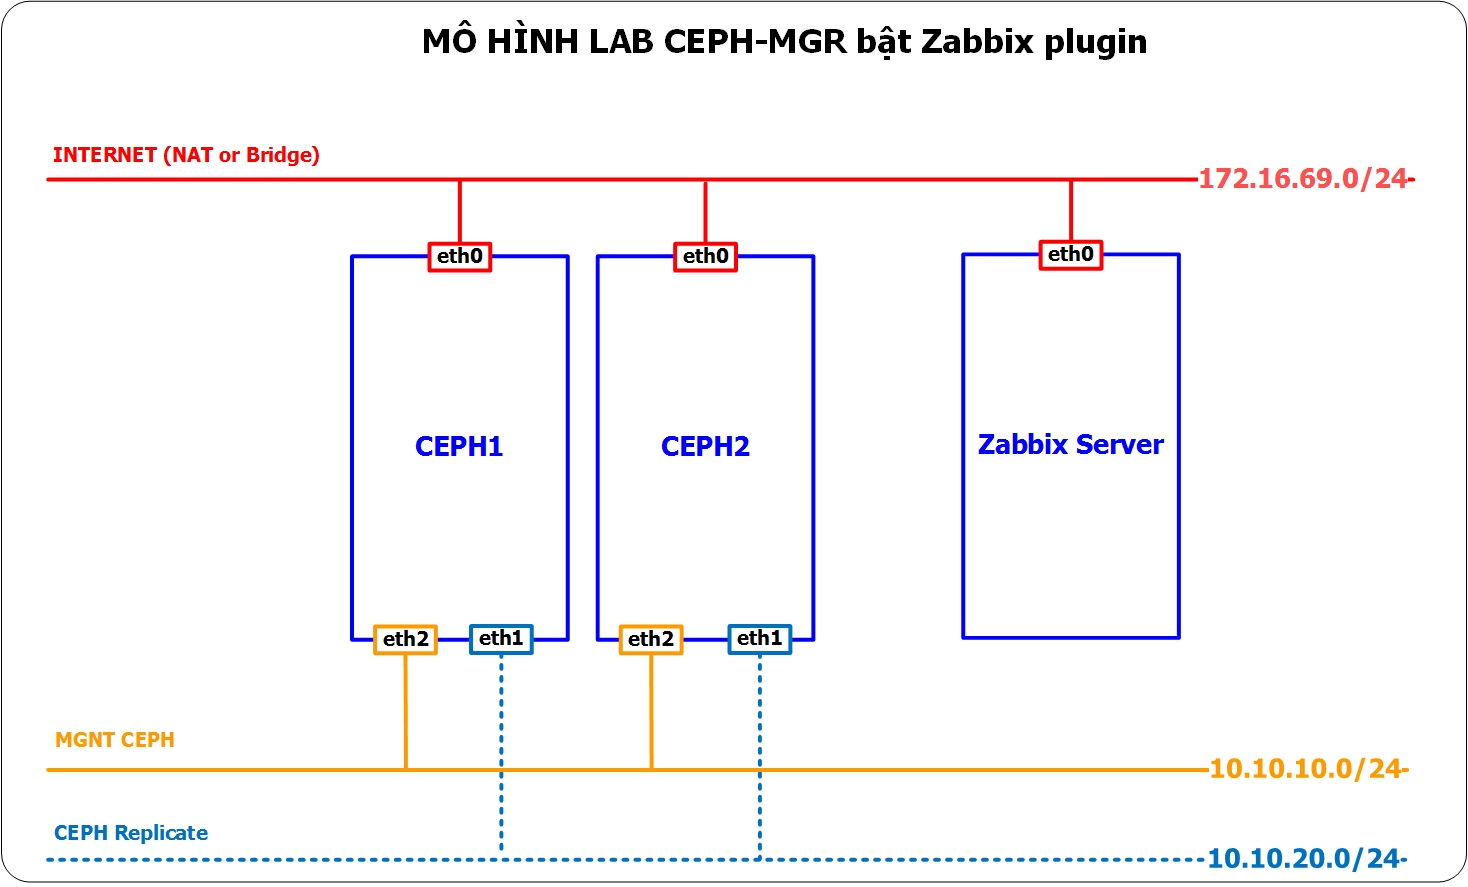 MÔ HÌNH LAB CEPH-MGR bật Zabbix plugin
INTERNET (NAT or Bridge)
172.16.69.0/24
eth0
eth0
eth0
CEPH1
CEPH2
Zabbix Server
eth2
eth1
eth2
eth1
MGNT CEPH
10.10.10.0/24
CEPH Replicate
10.10.20.0/24